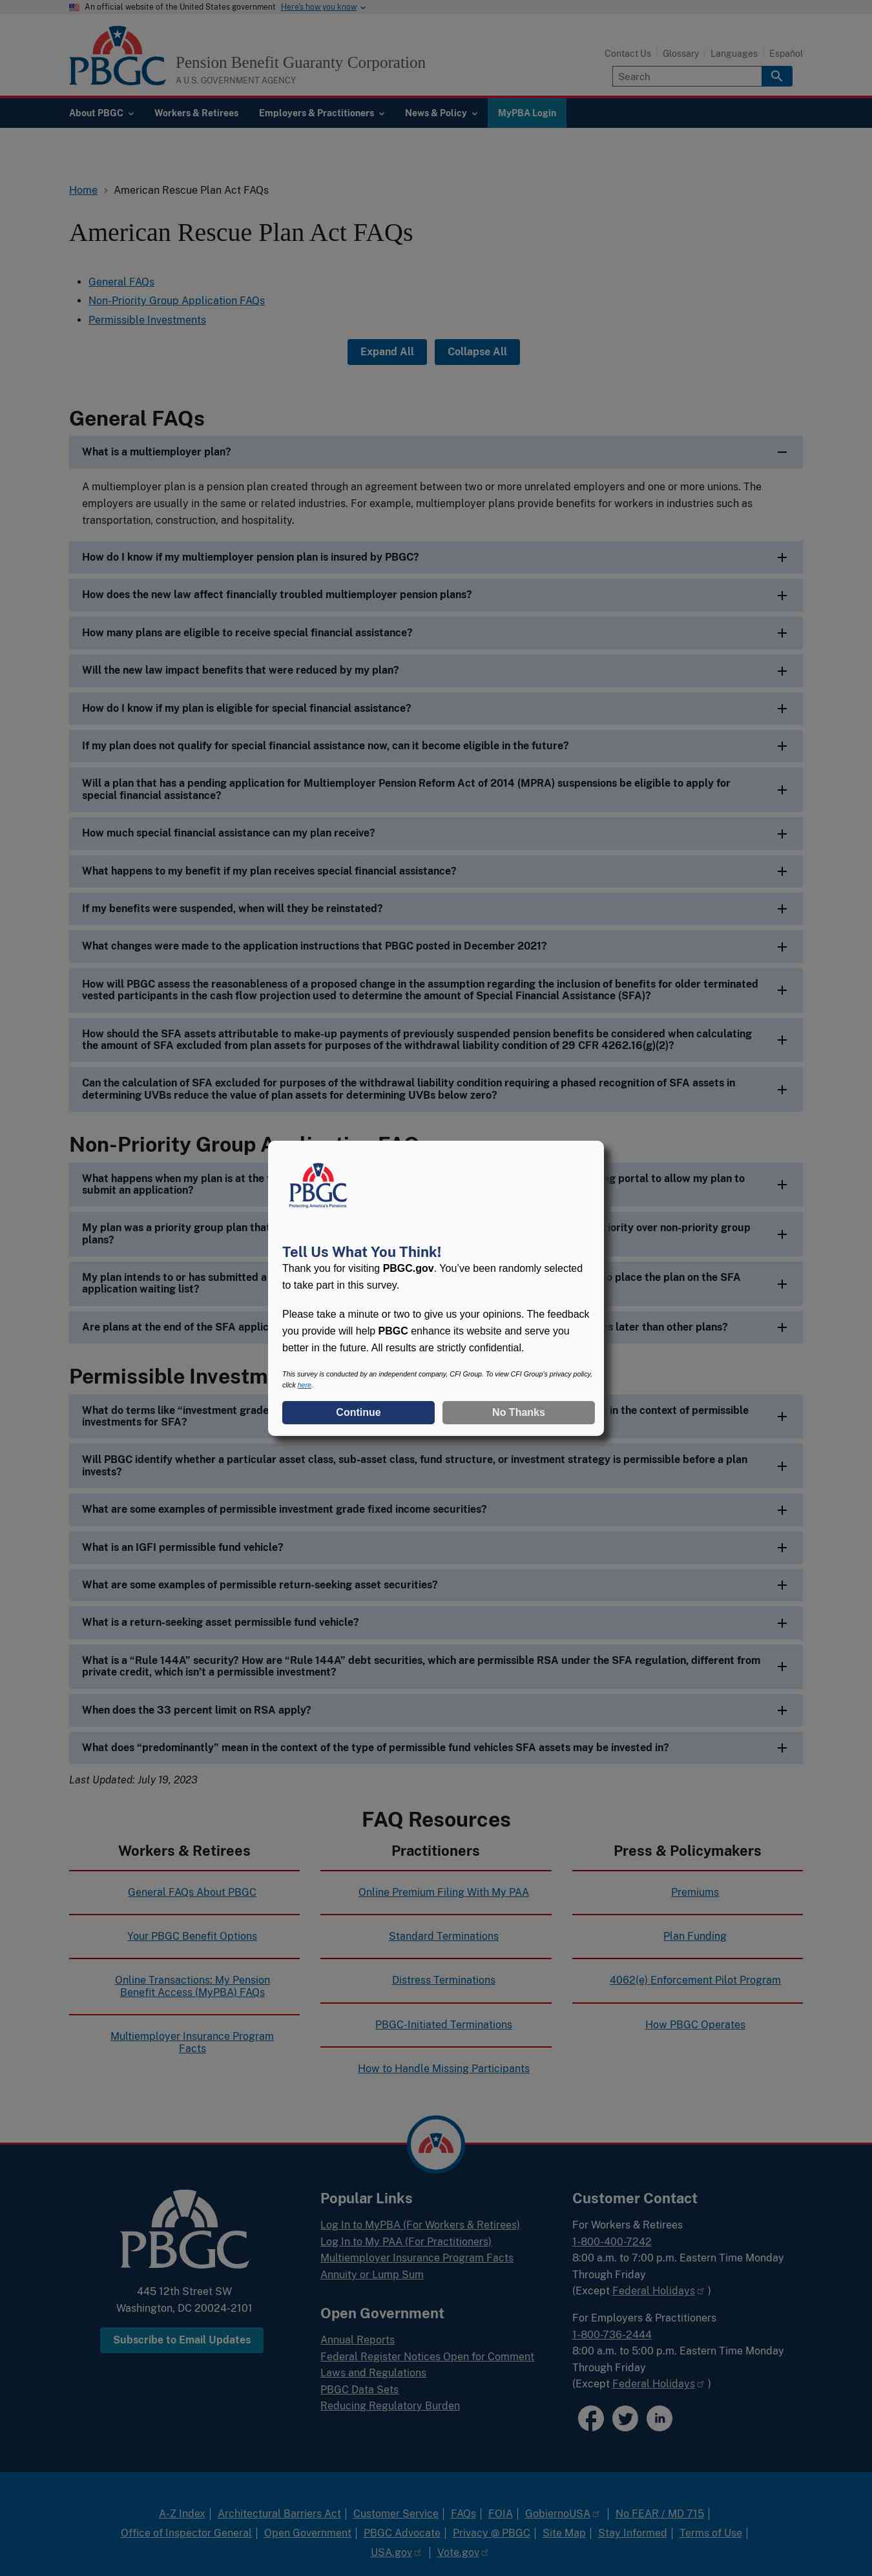 An official website of the United States government Here's how you know
PBGC
Pension Benefit Guaranty Corporation
A U.S. GOVERNMENT AGENCY
Contact Us Glossary Languages Español
Search
About PBGC Workers & Retirees Employers & Practitioners News & Policy MyPBA Login
Home > American Rescue Plan Act FAQs
American Rescue Plan Act FAQs
• General FAQs
• Non-Priority Group Application FAQs
• Permissible Investments
Expand All Collapse All
General FAQs
What is a multiemployer plan?
A multiemployer plan is a pension plan created through an agreement between two or more unrelated employers and one or more unions. The
employers are usually in the same or related industries. For example, multiemployer plans provide benefits for workers in industries such as
transportation, construction, and hospitality.
How do I know if my multiemployer pension plan is insured by PBGC?
How does the new law affect financially troubled multiemployer pension plans?
How many plans are eligible to receive special financial assistance?
Will the new law impact benefits that were reduced by my plan?
How do I know if my plan is eligible for special financial assistance?
If my plan does not qualify for special financial assistance now, can it become eligible in the future?
Will a plan that has a pending application for Multiemployer Pension Reform Act of 2014 (MPRA) suspensions be eligible to apply for
special financial assistance?
How much special financial assistance can my plan receive?
What happens to my benefit if my plan receives special financial assistance?
If my benefits were suspended, when will they be reinstated?
What changes were made to the application instructions that PBGC posted in December 2021?
How will PBGC assess the reasonableness of a proposed change in the assumption regarding the inclusion of benefits for older terminated
vested participants in the cash flow projection used to determine the amount of Special Financial Assistance (SFA)?
How should the SFA assets attributable to make-up payments of previously suspended pension benefits be considered when calculating
the amount of SFA excluded from plan assets for purposes of the withdrawal liability condition of 29 CFR 4262.16(g)(2)?
Can the calculation of SFA excluded for purposes of the withdrawal liability condition requiring a phased recognition of SFA assets in
determining UVBs reduce the value of plan assets for determining UVBs below zero?
Non-Priority Group Application FAQ
What happens when my plan is at the portal to allow my plan to
submit an application?
My plan was a priority group plan that over non-priority group
plans?
My plan intends to or has submitted a place the plan on the SFA
application waiting list?
Are plans at the end of the SFA later than other plans?
PBGC
Protecting America's Pensions
Tell Us What You Think!
Thank you for visiting PBGC.gov. You've been randomly selected
to take part in this survey.
Please take a minute or two to give us your opinions. The feedback
you provide will help PBGC enhance its website and serve you
better in the future. All results are strictly confidential.
This survey is conducted by an independent company, CFI Group. To view CFI Group's privacy policy,
click here.
Continue No Thanks
Permissible
What do terms like “investment in the context of permissible
investments for SFA?
Will PBGC identify whether a particular asset class, sub-asset class, fund structure, or investment strategy is permissible before a plan
invests?
What are some examples of permissible investment grade fixed income securities?
What is an IGFI permissible fund vehicle?
What are some examples of permissible return-seeking asset securities?
What is a return-seeking asset permissible fund vehicle?
What is a “Rule 144A” security? How are “Rule 144A” debt securities, which are permissible RSA under the SFA regulation, different from
private credit, which isn’t a permissible investment?
When does the 33 percent limit on RSA apply?
What does “predominantly” mean in the context of the type of permissible fund vehicles SFA assets may be invested in?
Last Updated: July 19, 2023
FAQ Resources
Workers & Retirees
General FAQs About PBGC
Your PBGC Benefit Options
Online Transactions: My Pension
Benefit Access (MyPBA) FAQs
Multiemployer Insurance Program
Facts
Practitioners
Online Premium Filing With My PAA
Standard Terminations
Distress Terminations
PBGC-Initiated Terminations
How to Handle Missing Participants
Press & Policymakers
Premiums
Plan Funding
4062(e) Enforcement Pilot Program
How PBGC Operates
PBGC
445 12th Street SW
Washington, DC 20024-2101
Subscribe to Email Updates
Popular Links
Log In to MyPBA (For Workers & Retirees)
Log In to My PAA (For Practitioners)
Multiemployer Insurance Program Facts
Annuity or Lump Sum
Open Government
Annual Reports
Federal Register Notices Open for Comment
Laws and Regulations
PBGC Data Sets
Reducing Regulatory Burden
Customer Contact
For Workers & Retirees
1-800-400-7242
8:00 a.m. to 7:00 p.m. Eastern Time Monday
Through Friday
(Except Federal Holidays )
For Employers & Practitioners
1-800-736-2444
8:00 a.m. to 5:00 p.m. Eastern Time Monday
Through Friday
(Except Federal Holidays )
A-Z Index | Architectural Barriers Act | Customer Service | FAQs | FOIA | GobiernoUSA | No FEAR / MD 715 |
Office of Inspector General | Open Government | PBGC Advocate | Privacy @ PBGC | Site Map | Stay Informed | Terms of Use |
USA.gov | Vote.gov